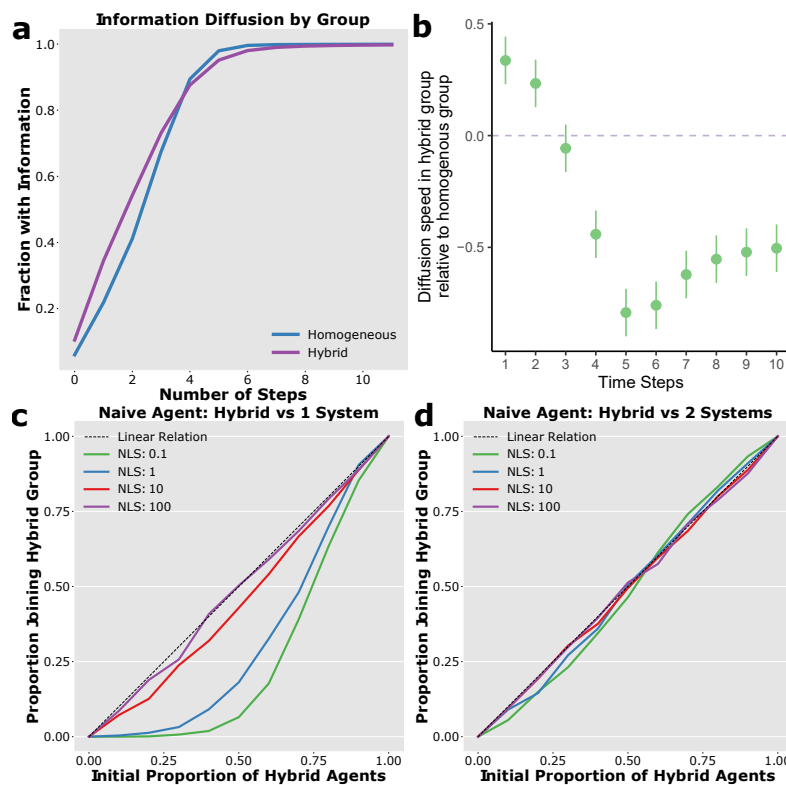 a
Information Diffusion by Group
Fraction with Information
1.0
0.8
0.6
0.4
0.2
Homogeneous
Hybrid
0
2
4
6
8
10
Number of Steps
b
Diffusion speed in hybrid group
relative to homogenous group
0.5
0.0
−0.5
1
2
3
4
5
6
7
8
9
10
Time Steps
c
Naive Agent: Hybrid vs 1 System
Proportion Joining Hybrid Group
1.00
0.75
0.50
0.25
0.00
Linear Relation
NLS: 0.1
NLS: 1
NLS: 10
NLS: 100
0.00
0.25
0.50
0.75
1.00
Initial Proportion of Hybrid Agents
d
Naive Agent: Hybrid vs 2 Systems
Proportion Joining Hybrid Group
1.00
0.75
0.50
0.25
0.00
Linear Relation
NLS: 0.1
NLS: 1
NLS: 10
NLS: 100
0.00
0.25
0.50
0.75
1.00
Initial Proportion of Hybrid Agents